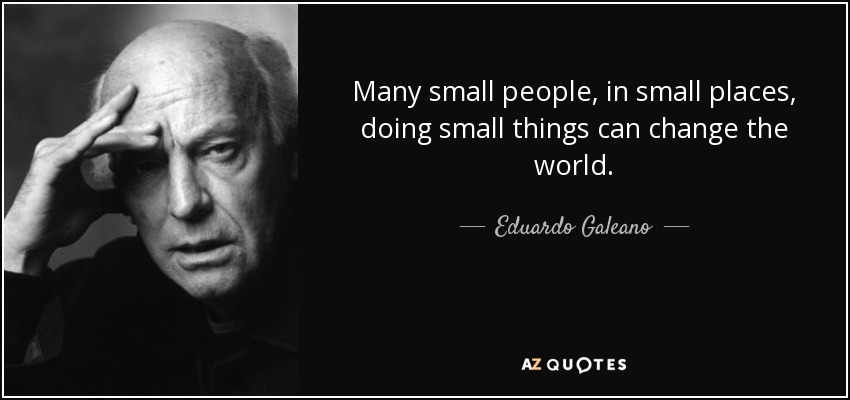 Many small people, in small places,
doing small things can change the
world.
Eduardo Galeano
AZ QUOTES